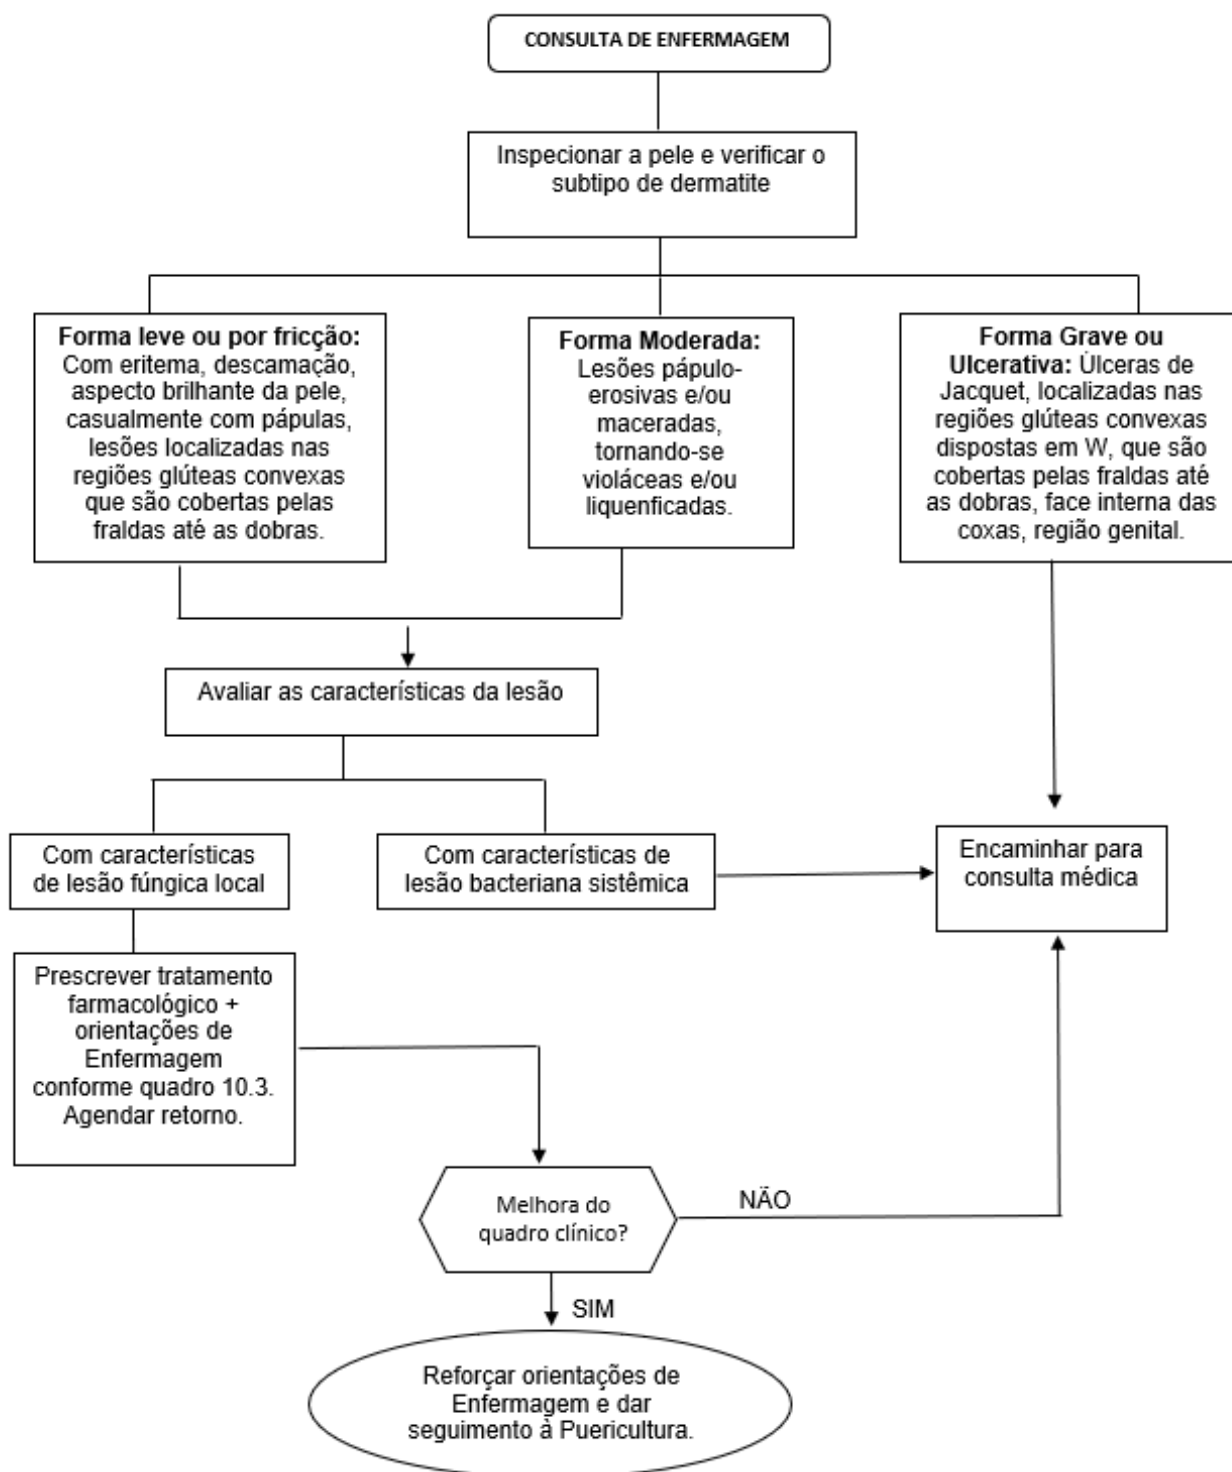 CONSULTA DE ENFERMAGEM
Inspecionar a pele e verificar o
subtipo de dermatite
Forma leve ou por fricção:
Com eritema, descamação,
aspecto brilhante da pele,
casualmente com pápulas,
lesões localizadas nas
regiões glúteas convexas
que são cobertas pelas
fraldas até as dobras.
Forma Moderada:
Lesões pápulo-
erosivas e/ou
maceradas,
tornando-se
violáceas e/ou
liquenficadas.
Forma Grave ou
Ulcerativa: Úlceras de
Jacquet, localizadas nas
regiões glúteas convexas
dispostas em W, que são
cobertas pelas fraldas até
as dobras, face interna das
coxas, região genital.
Avaliar as características da lesão
Com características
de lesão fúngica local
Com características de
lesão bacteriana sistêmica
Encaminhar para
consulta médica
Prescrever tratamento
farmacológico +
orientações de
Enfermagem
conforme quadro 10.3.
Agendar retorno.
Melhora do
quadro clínico?
NÃO
SIM
Reforçar orientações de
Enfermagem e dar
seguimento à Puericultura.